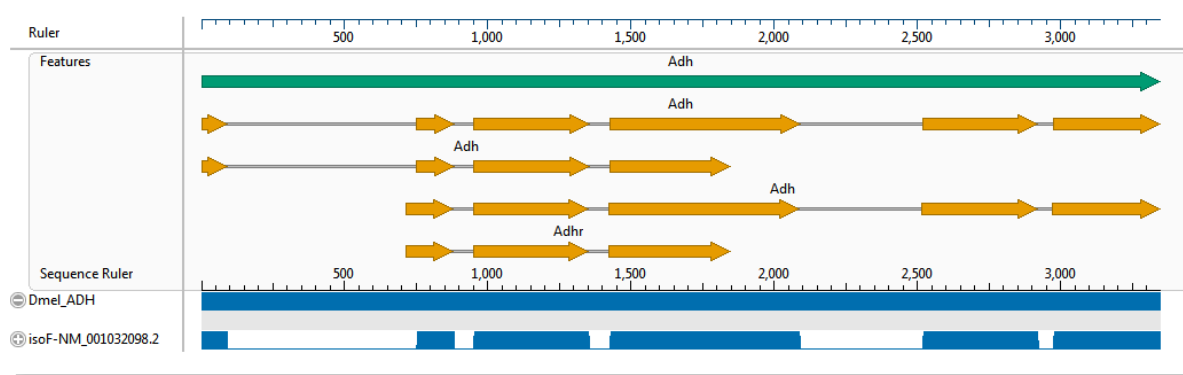 Ruler
500 1,000 1,500 2,000 2,500 3,000
Features
Adh
Adh
Adh
Adh
Adhr
Sequence Ruler
500 1,000 1,500 2,000 2,500 3,000
Dmel_ADH
isoF-NM_001032098.2